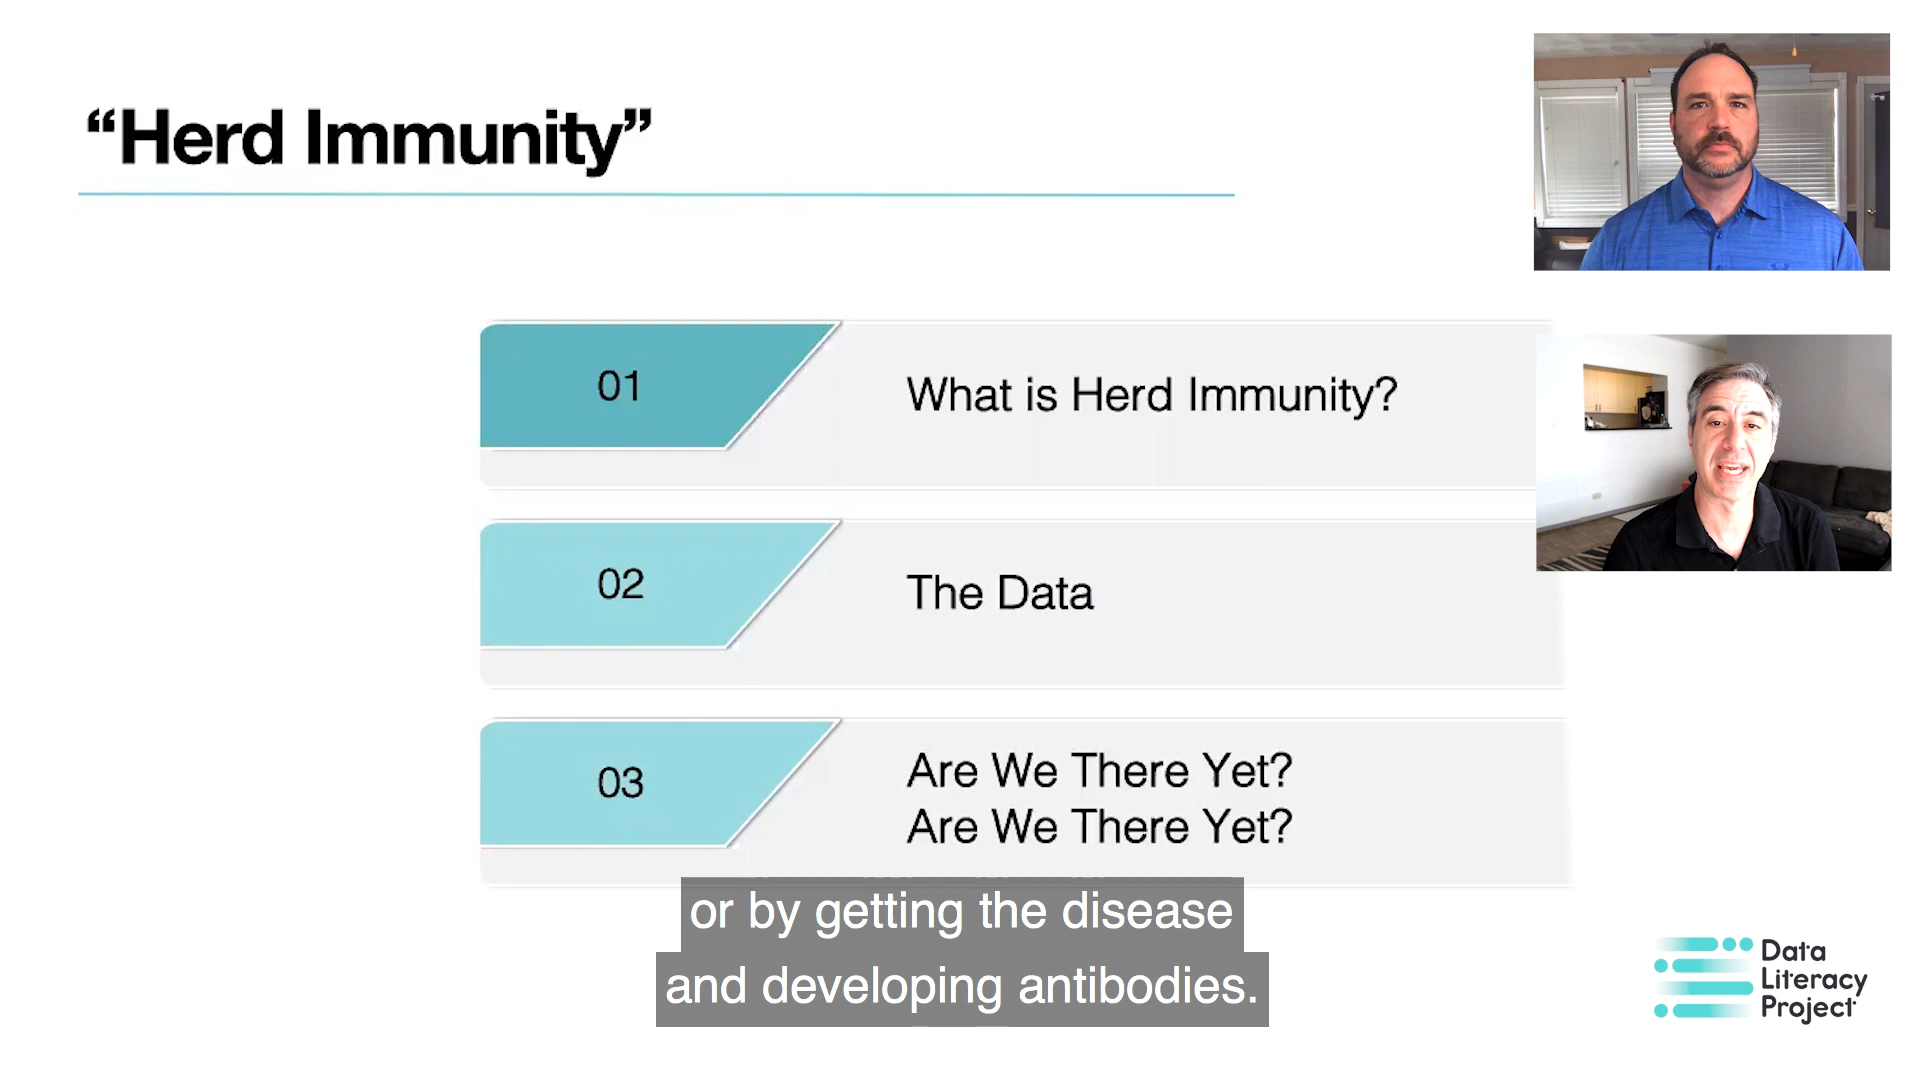 “Herd Immunity”
01
What is Herd Immunity?
02
The Data
03
Are We There Yet?
Are We There Yet?
or by getting the disease
and developing antibodies.
Data
Literacy
Project